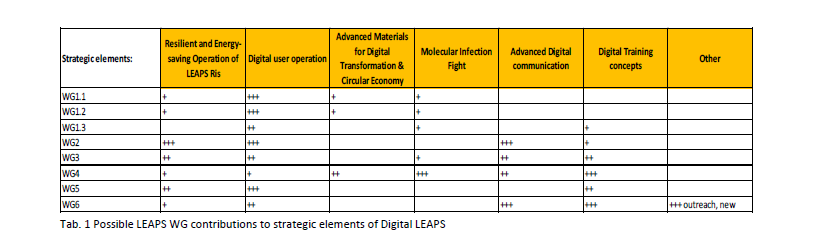 Strategic elements: Resilient and Energy-saving Operation of LEAPS Ris Digital user operation Advanced Materials for Digital Transformation & Circular Economy Molecular Infection Fight Advanced Digital communication Digital Training concepts Other
WG1.1 + +++ + +
WG1.2 + +++ + +
WG1.3 ++ + +
WG2 +++ +++ +++ +
WG3 ++ ++ + ++ ++
WG4 + + ++ +++ ++ +++
WG5 ++ +++ ++
WG6 + ++ +++ +++ +++ outreach, new
Tab. 1 Possible LEAPS WG contributions to strategic elements of Digital LEAPS